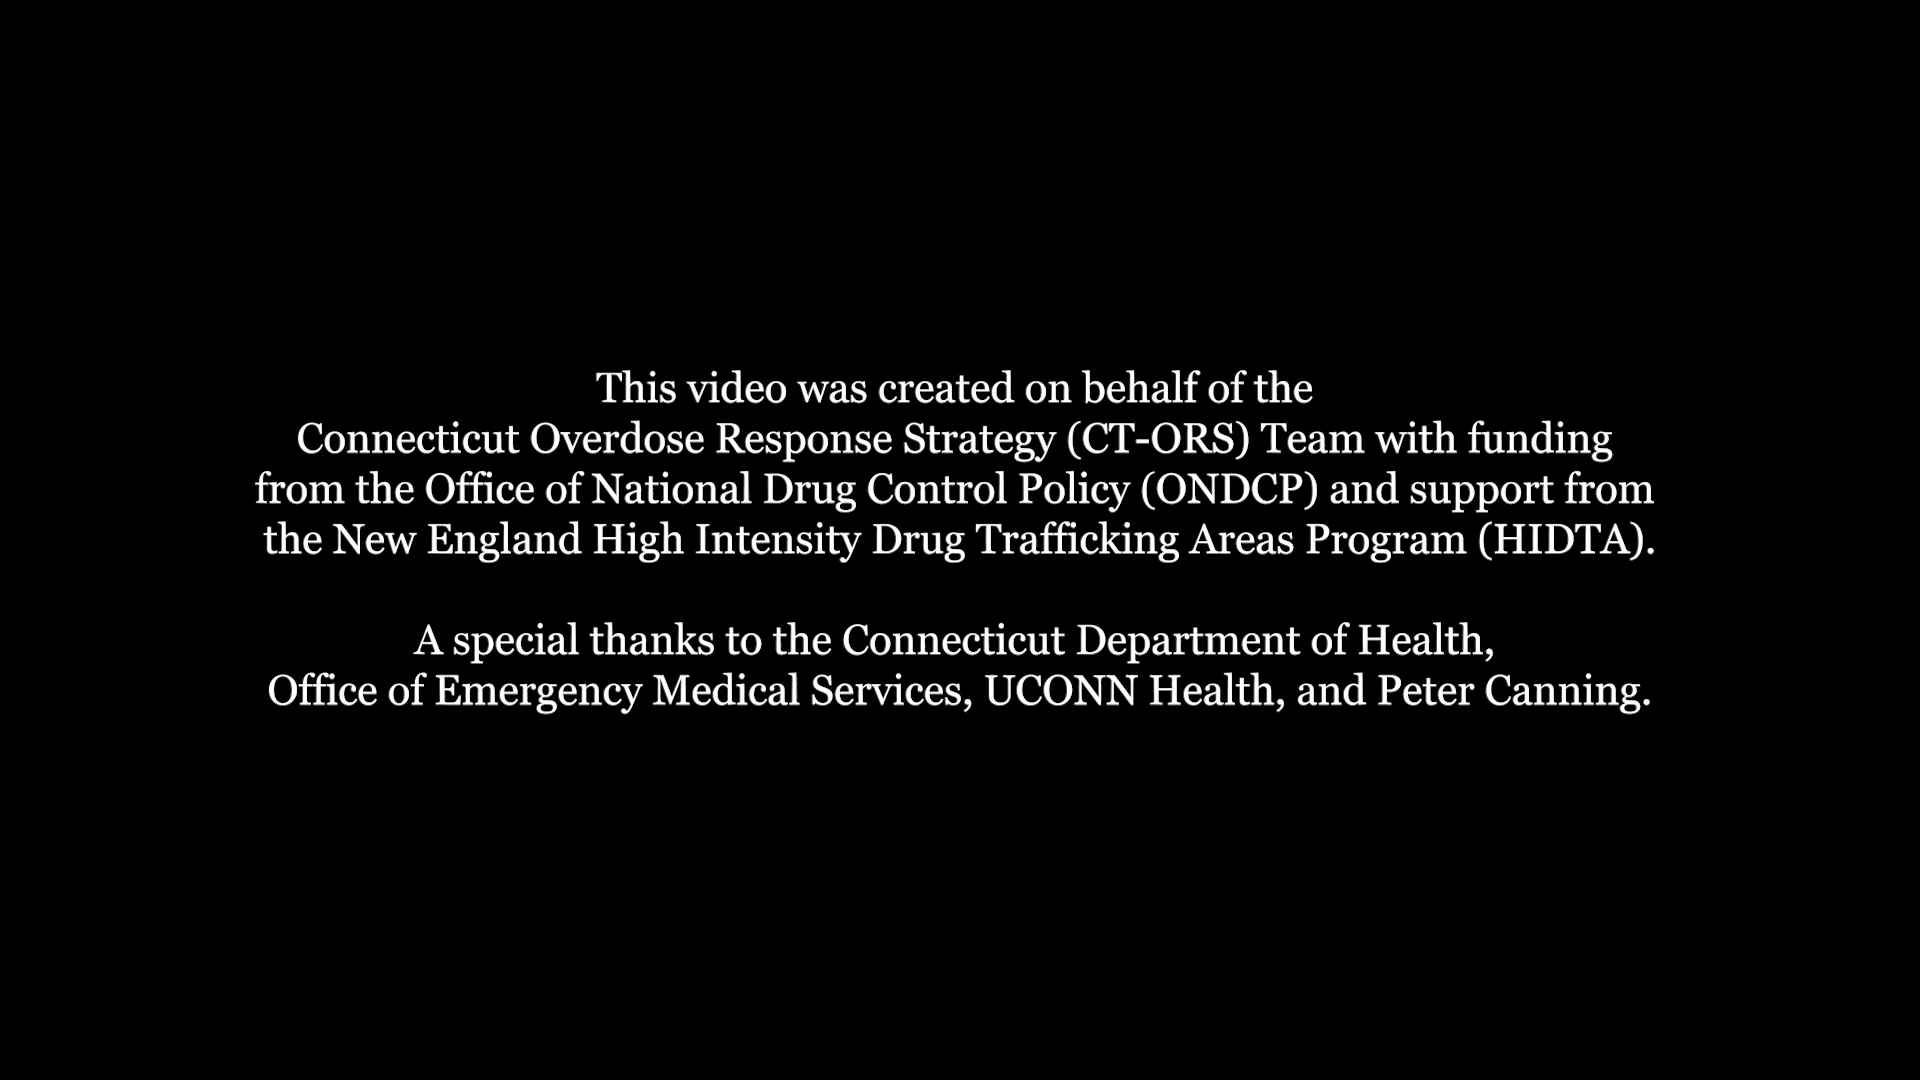 This video was created on behalf of the
Connecticut Overdose Response Strategy (CT-ORS) Team with funding
from the Office of National Drug Control Policy (ONDCP) and support from
the New England High Intensity Drug Trafficking Areas Program (HIDTA).
A special thanks to the Connecticut Department of Health,
Office of Emergency Medical Services, UCONN Health, and Peter Canning.